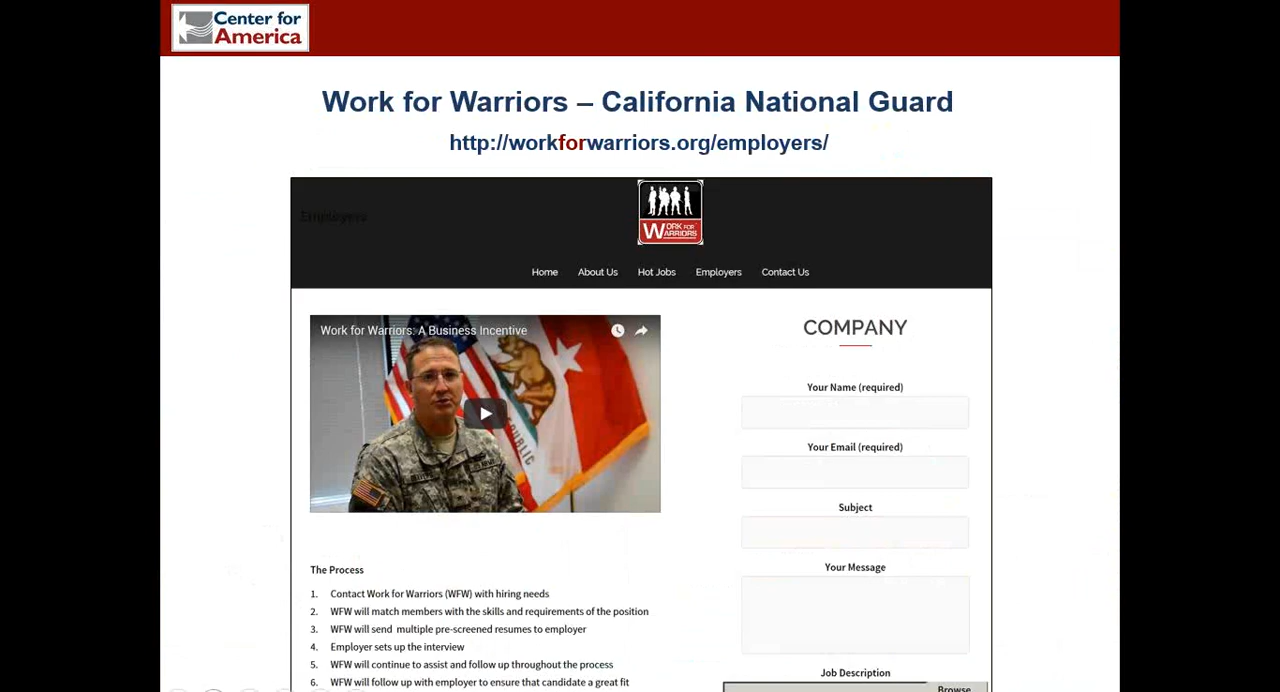 Center for
America
Work for Warriors – California National Guard
http://workforwarriors.org/employers/
Employers
WORK FOR
WARRIORS
Home About Us Hot Jobs Employers Contact Us
Work for Warriors: A Business Incentive
COMPANY
Your Name (required)
Your Email (required)
Subject
Your Message
The Process
1. Contact Work for Warriors (WFW) with hiring needs
2. WFW will match members with the skills and requirements of the position
3. WFW will send multiple pre-screened resumes to employer
4. Employer sets up the interview
5. WFW will continue to assist and follow up throughout the process
6. WFW will follow up with employer to ensure that candidate a great fit
Job Description
Browse